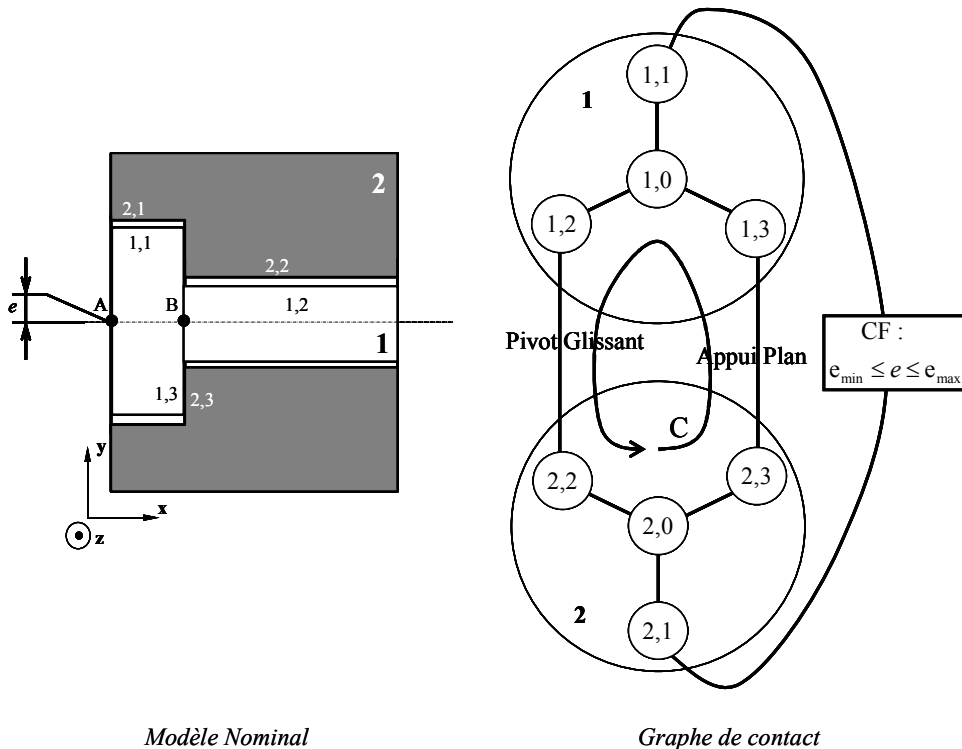 2
2,1
1,1
2,2
e
A
B
1,2
1
1,3
2,3
y
x
z
Modèle Nominal
1,1
1
1,0
1,2
1,3
Pivot Glissant
Appui Plan
CF :
e_min ≤ e ≤ e_max
C
2,2
2,3
2,0
2
2,1
Graphe de contact